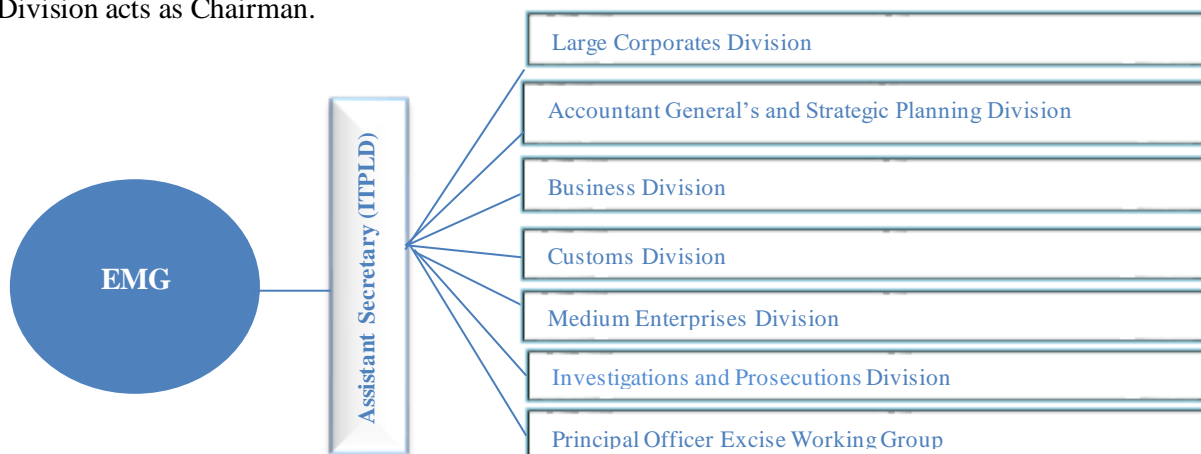 Division acts as Chairman.
Large Corporates Division
Accountant General's and Strategic Planning Division
Business Division
Customs Division
Medium Enterprises Division
Investigations and Prosecutions Division
Principal Officer Excise Working Group
Assistant Secretary (ITPLD)
EMG